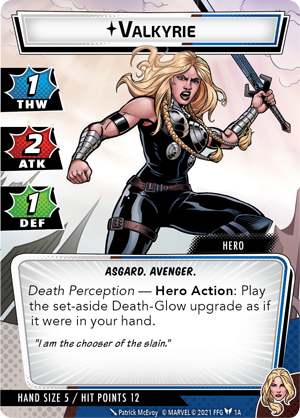 VALKYRIE
1
THW
2
ATK
1
DEF
HERO
ASGARD. AVENGER.
Death Perception — Hero Action: Play
the set-aside Death-Glow upgrade as if
it were in your hand.
"I am the chooser of the slain."
HAND SIZE 5 / HIT POINTS 12
Patrick McEvoy © MARVEL © 2021 FFG 1A